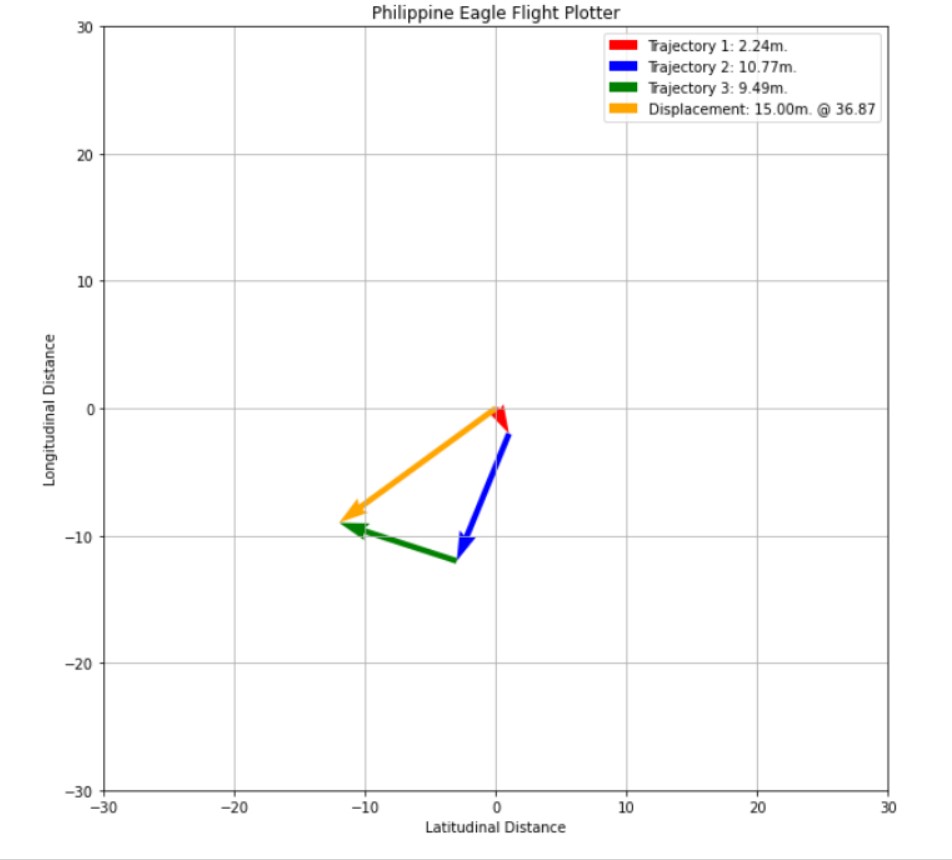 Philippine Eagle Flight Plotter
30
Trajectory 1: 2.24m.
Trajectory 2: 10.77m.
Trajectory 3: 9.49m.
Displacement: 15.00m. @ 36.87
20
10
Longitudinal Distance
0
−10
−20
−30
−30 −20 −10 0 10 20 30
Latitudinal Distance